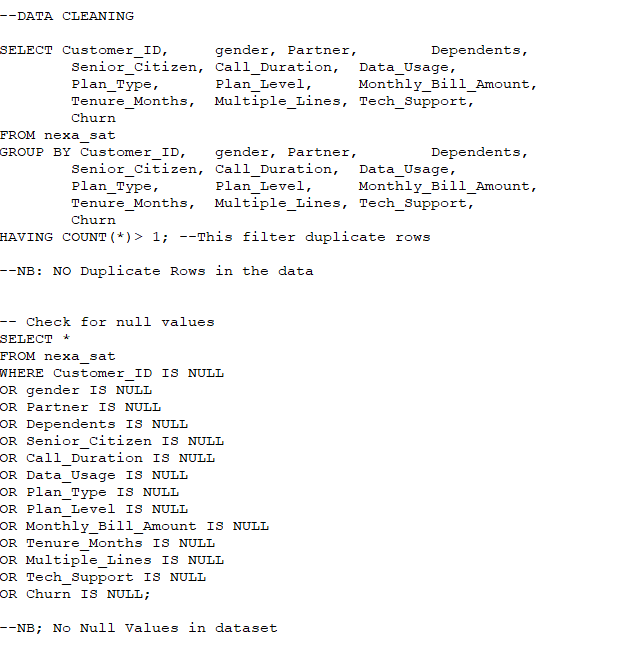 --DATA CLEANING
SELECT Customer_ID, gender, Partner, Dependents,
Senior_Citizen, Call_Duration, Data_Usage,
Plan_Type, Plan_Level, Monthly_Bill_Amount,
Tenure_Months, Multiple_Lines, Tech_Support,
Churn
FROM nexa_sat
GROUP BY Customer_ID, gender, Partner, Dependents,
Senior_Citizen, Call_Duration, Data_Usage,
Plan_Type, Plan_Level, Monthly_Bill_Amount,
Tenure_Months, Multiple_Lines, Tech_Support,
Churn
HAVING COUNT(*)> 1; --This filter duplicate rows
--NB: NO Duplicate Rows in the data
-- Check for null values
SELECT *
FROM nexa_sat
WHERE Customer_ID IS NULL
OR gender IS NULL
OR Partner IS NULL
OR Dependents IS NULL
OR Senior_Citizen IS NULL
OR Call_Duration IS NULL
OR Data_Usage IS NULL
OR Plan_Type IS NULL
OR Plan_Level IS NULL
OR Monthly_Bill_Amount IS NULL
OR Tenure_Months IS NULL
OR Multiple_Lines IS NULL
OR Tech_Support IS NULL
OR Churn IS NULL;
--NB; No Null Values in dataset